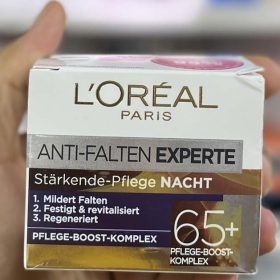 L'ORÉAL
PARIS
ANTI-FALTEN EXPERTE
Stärkende-Pflege NACHT
1. Mildert Falten
2. Festigt & revitalisiert
3. Regeneriert
PFLEGE-BOOST-KOMPLEX
65+
PFLEGE-BOOST-
KOMPLEX